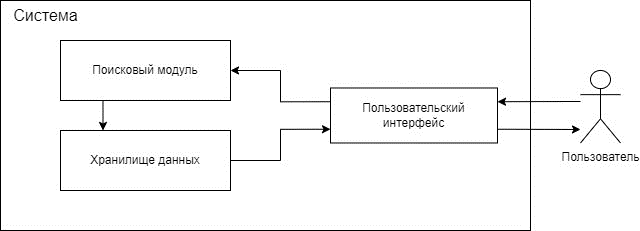 Система
Поисковый модуль
Пользовательский
интерфейс
Хранилище данных
Пользователь